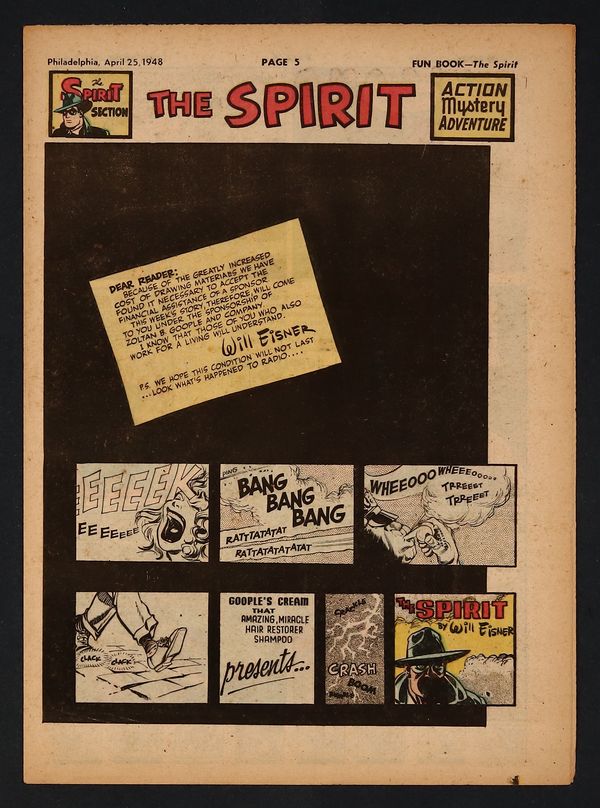 Philadelphia, April 25, 1948
PAGE 5
FUN BOOK—The Spirit
The
SPIRIT
SECTION
THE SPIRIT
ACTION
Mystery
ADVENTURE
DEAR READER:
BECAUSE OF THE GREATLY INCREASED
COST OF DRAWING MATERIALS WE HAVE
FOUND IT NECESSARY TO ACCEPT THE
FINANCIAL ASSISTANCE OF A SPONSOR
THIS WEEK'S STORY, THEREFORE, WILL COME
TO YOU UNDER THE SPONSORSHIP OF
ZOLTAN B. GOOPLE AND COMPANY.
I KNOW THAT THOSE OF YOU WHO ALSO
WORK FOR A LIVING WILL UNDERSTAND.
Will EISNER
P.S. WE HOPE THIS CONDITION WILL NOT LAST
...LOOK WHAT'S HAPPENED TO RADIO....
EEEEEK
EEEEEEE
PING
BANG
BANG
BANG
RATTTATATAT
RATTATATATATAT
WHEEOOO WHEEEOOOOO
TRREEET
TRREEET
CLACK
CLACK
GOOPLE'S CREAM
THAT
AMAZING, MIRACLE
HAIR RESTORER
SHAMPOO
presents...
CRACKLE
CRASH
BOOM
THE SPIRIT
BY Will EISNER